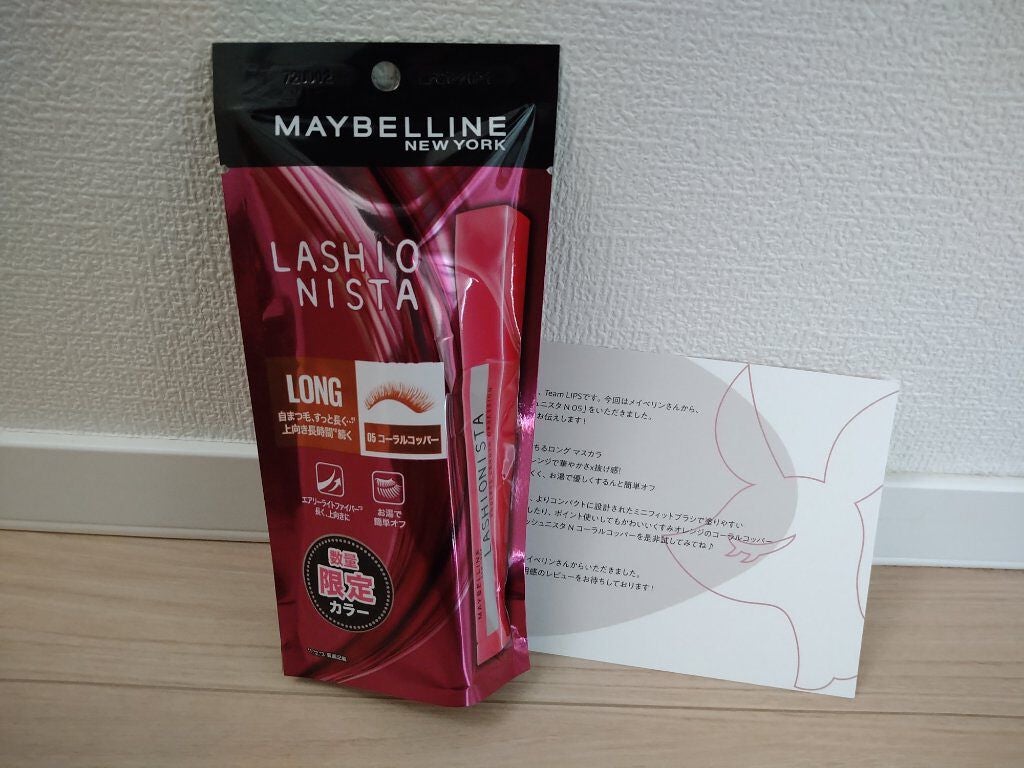 MAYBELLINE
NEW YORK
LASHIO
NISTA
LONG
自まつ毛、すっと長く…*¹
上向き長時間*²続く
05 コーラルコッパー
エアリーライトファイバー*³
長く、上向きに
お湯で
簡単オフ
数量
限定
カラー
LASHIONISTA
MAYBELLINE
、Team LIPSです。今回はメイベリンさんから、
ュニスタ N 05』をいただきました。
お伝えします!
ちるロング マスカラ
レンジで華やかさx抜け感!
くく、お湯で優しくするんと簡単オフ
、よりコンパクトに設計されたミニフィットブラシで塗りやすい
したり、ポイント使いしてもかわいいくすみオレンジのコーラルコッパー
ッシュニスタ N コーラルコッパーを是非試してみてね♪
イベリンさんからいただきました。
用感のレビューをお待ちしております!